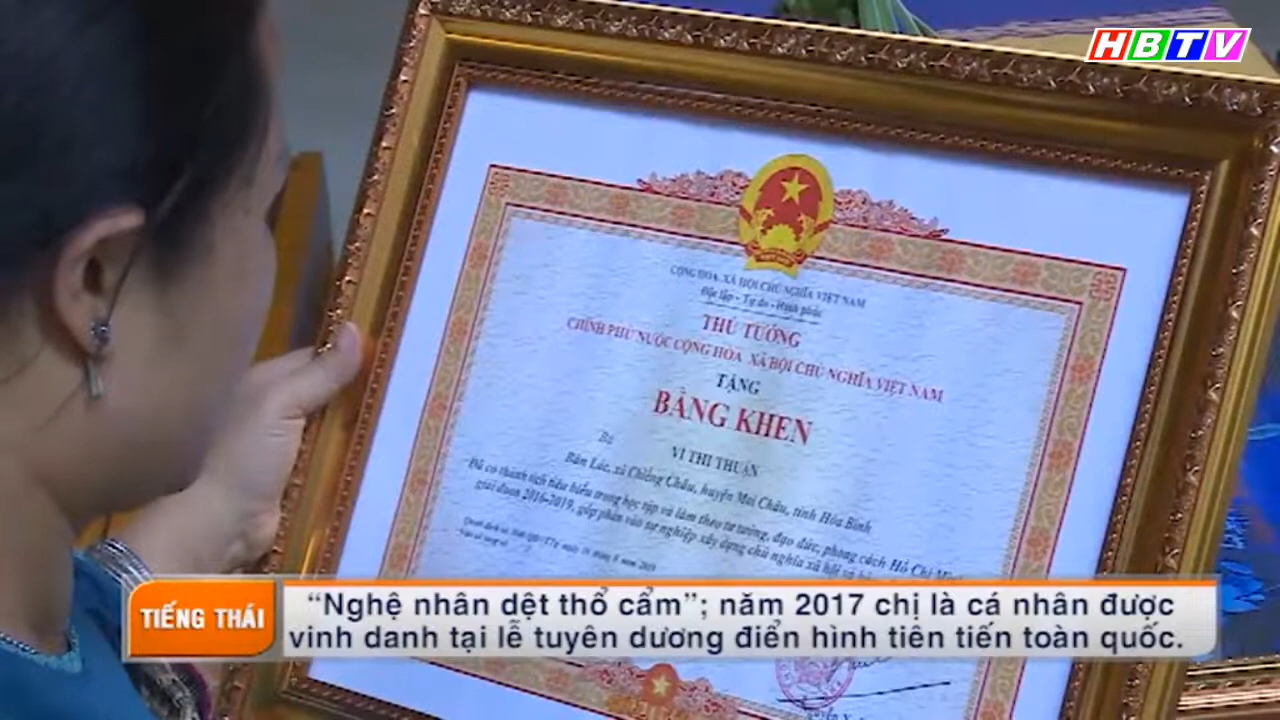 HBTV
CỘNG HÒA XÃ HỘI CHỦ NGHĨA VIỆT NAM
Độc lập - Tự do - Hạnh phúc
THỦ TƯỚNG
CHÍNH PHỦ NƯỚC CỘNG HÒA XÃ HỘI CHỦ NGHĨA VIỆT NAM
TẶNG
BẰNG KHEN
Bà VI THỊ THUẬN
Bản Lác, xã Chiềng Châu, huyện Mai Châu, tỉnh Hòa Bình
Đã có thành tích tiêu biểu trong học tập và làm theo tư tưởng, đạo đức, phong cách Hồ Chí
giai đoạn 2016-2019, góp phần vào sự nghiệp xây dựng chủ nghĩa xã hội và
TIẾNG THÁI
“Nghệ nhân dệt thổ cẩm”; năm 2017 chị là cá nhân được
vinh danh tại lễ tuyên dương điển hình tiên tiến toàn quốc.